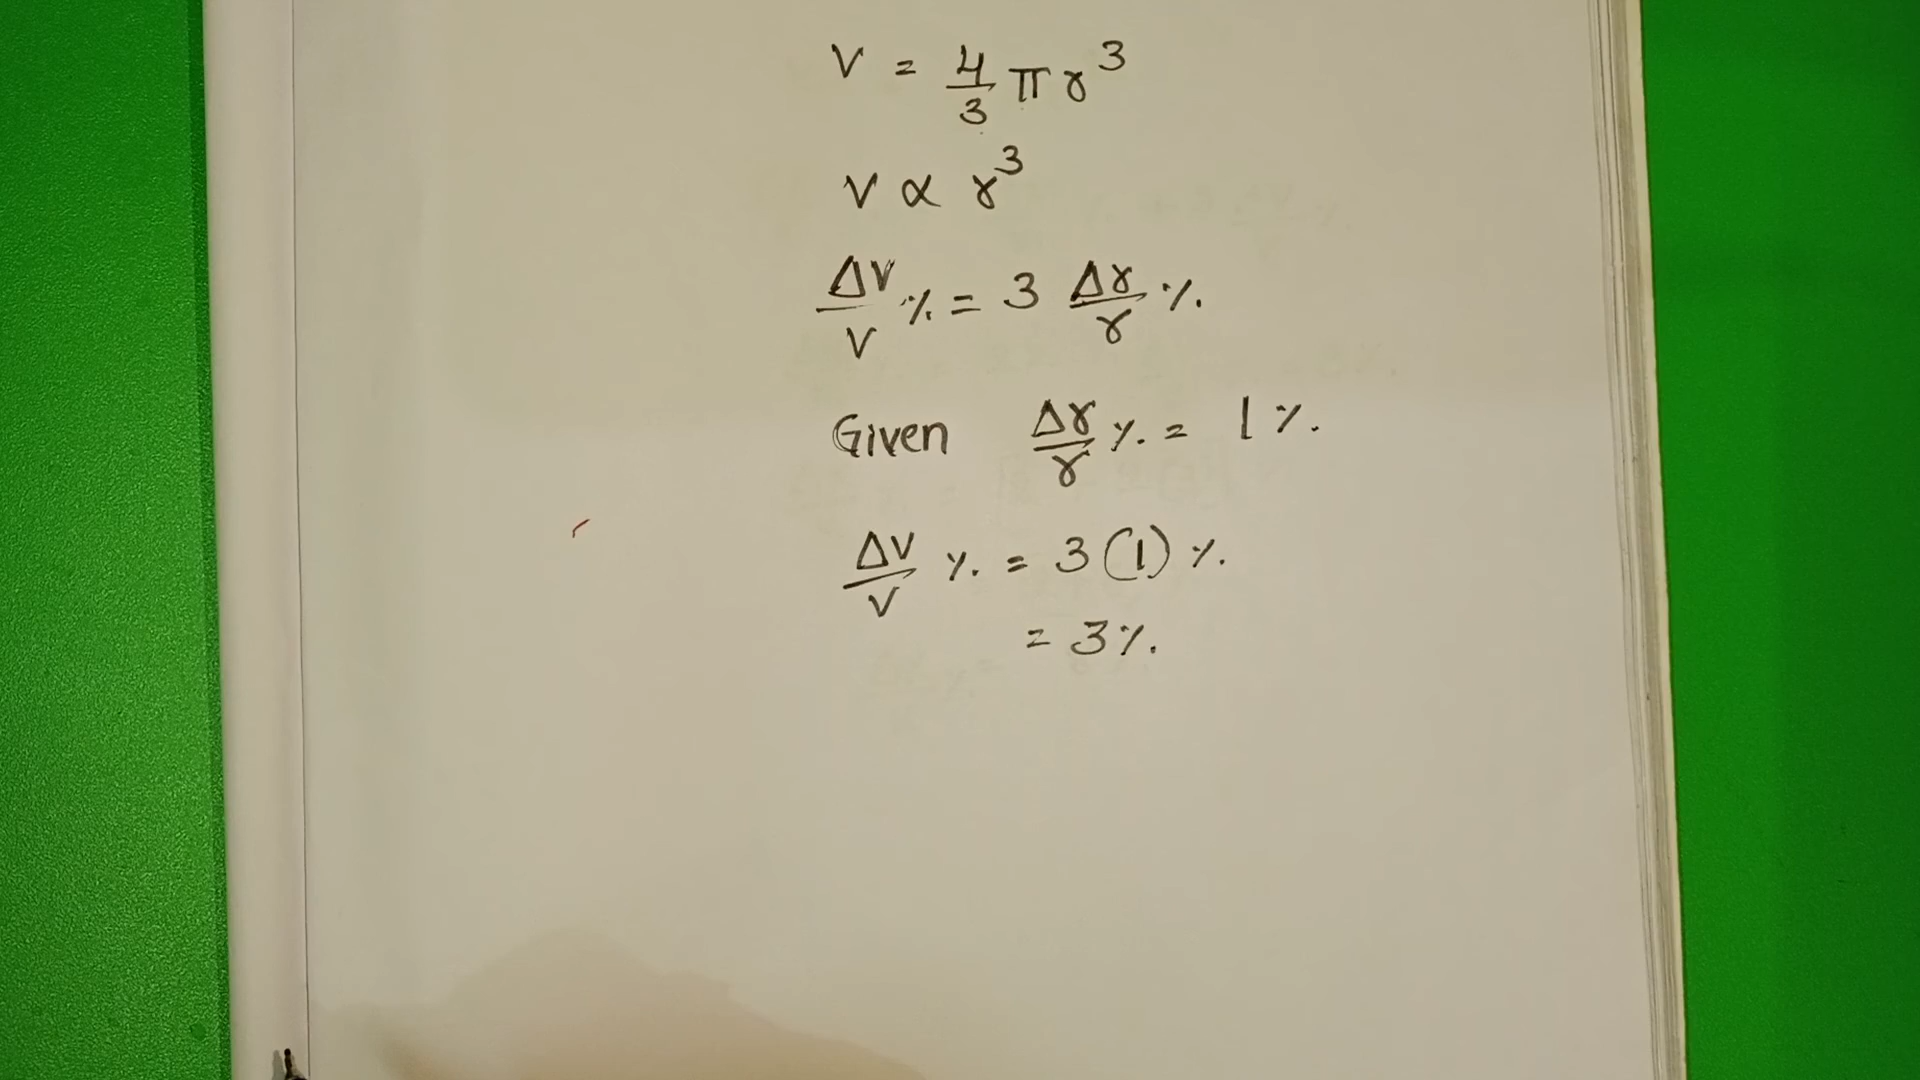 V = 4/3 π r³
V ∝ r³
ΔV/V % = 3 Δr/r %
Given Δr/r % = 1 %
ΔV/V % = 3 (1) %
= 3 %